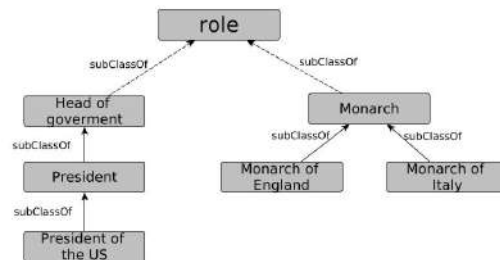 role
subClassOf
subClassOf
Head of
goverment
Monarch
subClassOf
subClassOf
subClassOf
President
Monarch of
England
Monarch of
Italy
subClassOf
President of
the US